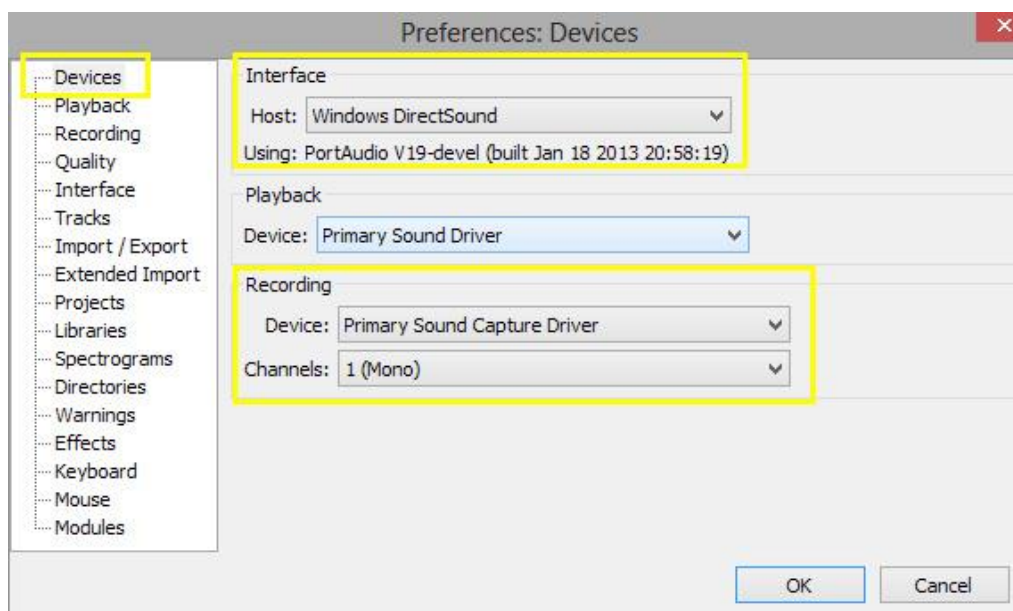 Preferences: Devices
Devices
Playback
Recording
Quality
Interface
Tracks
Import / Export
Extended Import
Projects
Libraries
Spectrograms
Directories
Warnings
Effects
Keyboard
Mouse
Modules
Interface
Host: Windows DirectSound
Using: PortAudio V19-devel (built Jan 18 2013 20:58:19)
Playback
Device: Primary Sound Driver
Recording
Device: Primary Sound Capture Driver
Channels: 1 (Mono)
OK Cancel